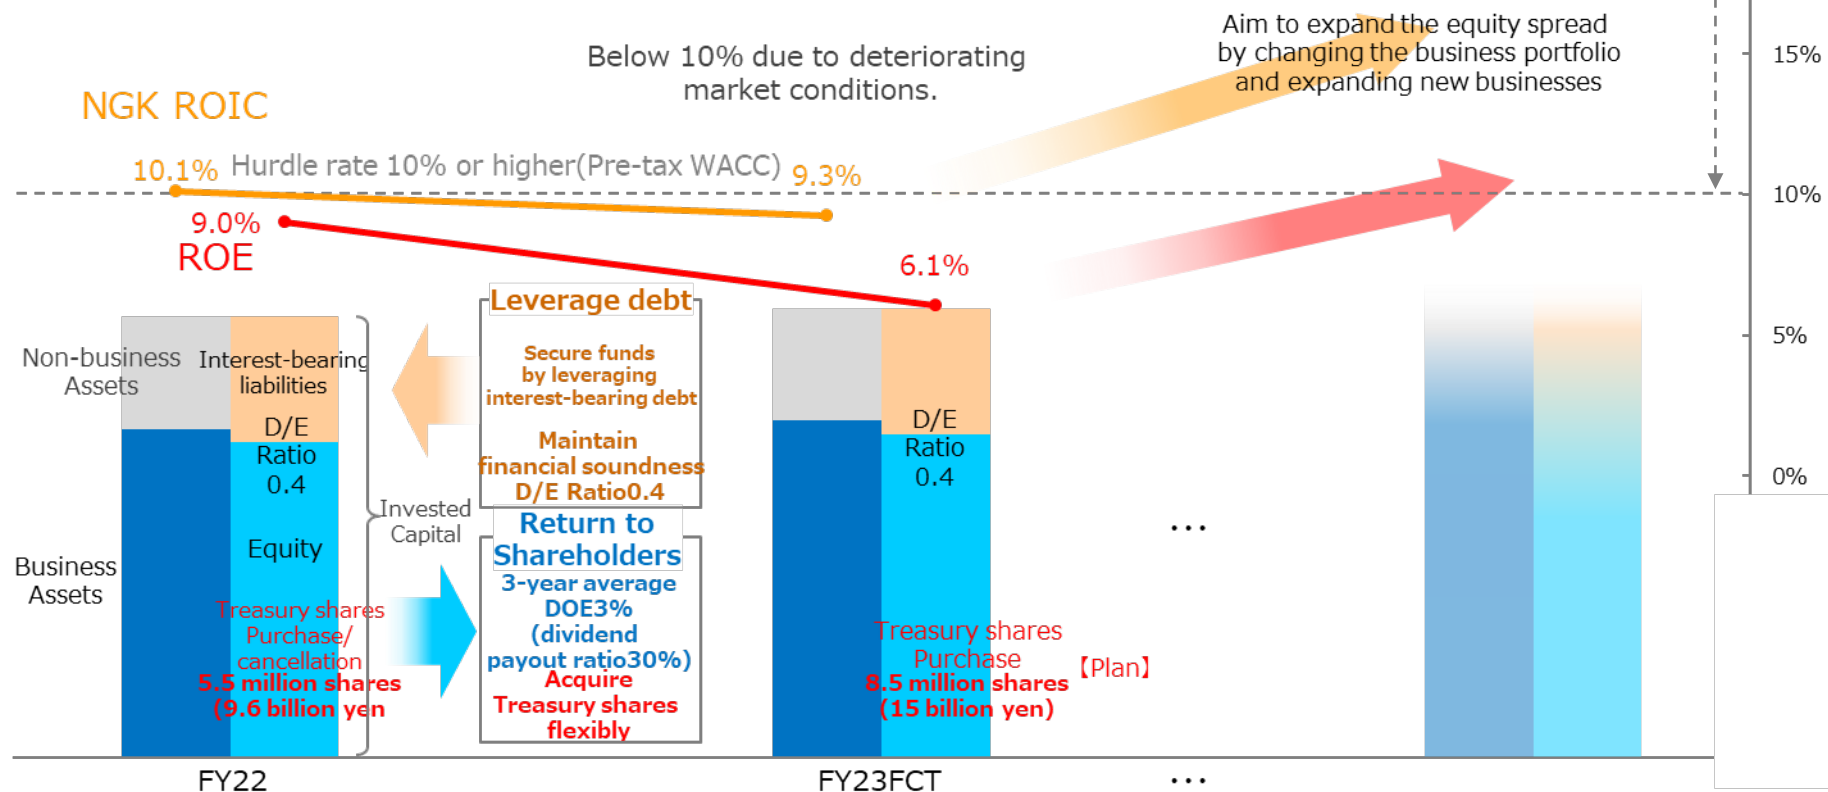 Aim to expand the equity spread
by changing the business portfolio
and expanding new businesses
Below 10% due to deteriorating
market conditions.
NGK ROIC
10.1%
Hurdle rate 10% or higher(Pre-tax WACC)
9.3%
9.0%
ROE
6.1%
15%
10%
5%
0%
Non-business
Assets
Interest-bearing
liabilities
D/E
Ratio
0.4
Equity
Business
Assets
Treasury shares
Purchase/
cancellation
5.5 million shares
(9.6 billion yen
Invested
Capital
Leverage debt
Secure funds
by leveraging
interest-bearing debt
Maintain
financial soundness
D/E Ratio0.4
Return to
Shareholders
3-year average
DOE3%
(dividend
payout ratio30%)
Acquire
Treasury shares
flexibly
D/E
Ratio
0.4
Treasury shares
Purchase
8.5 million shares
(15 billion yen)
【Plan】
…
FY22
FY23FCT
…